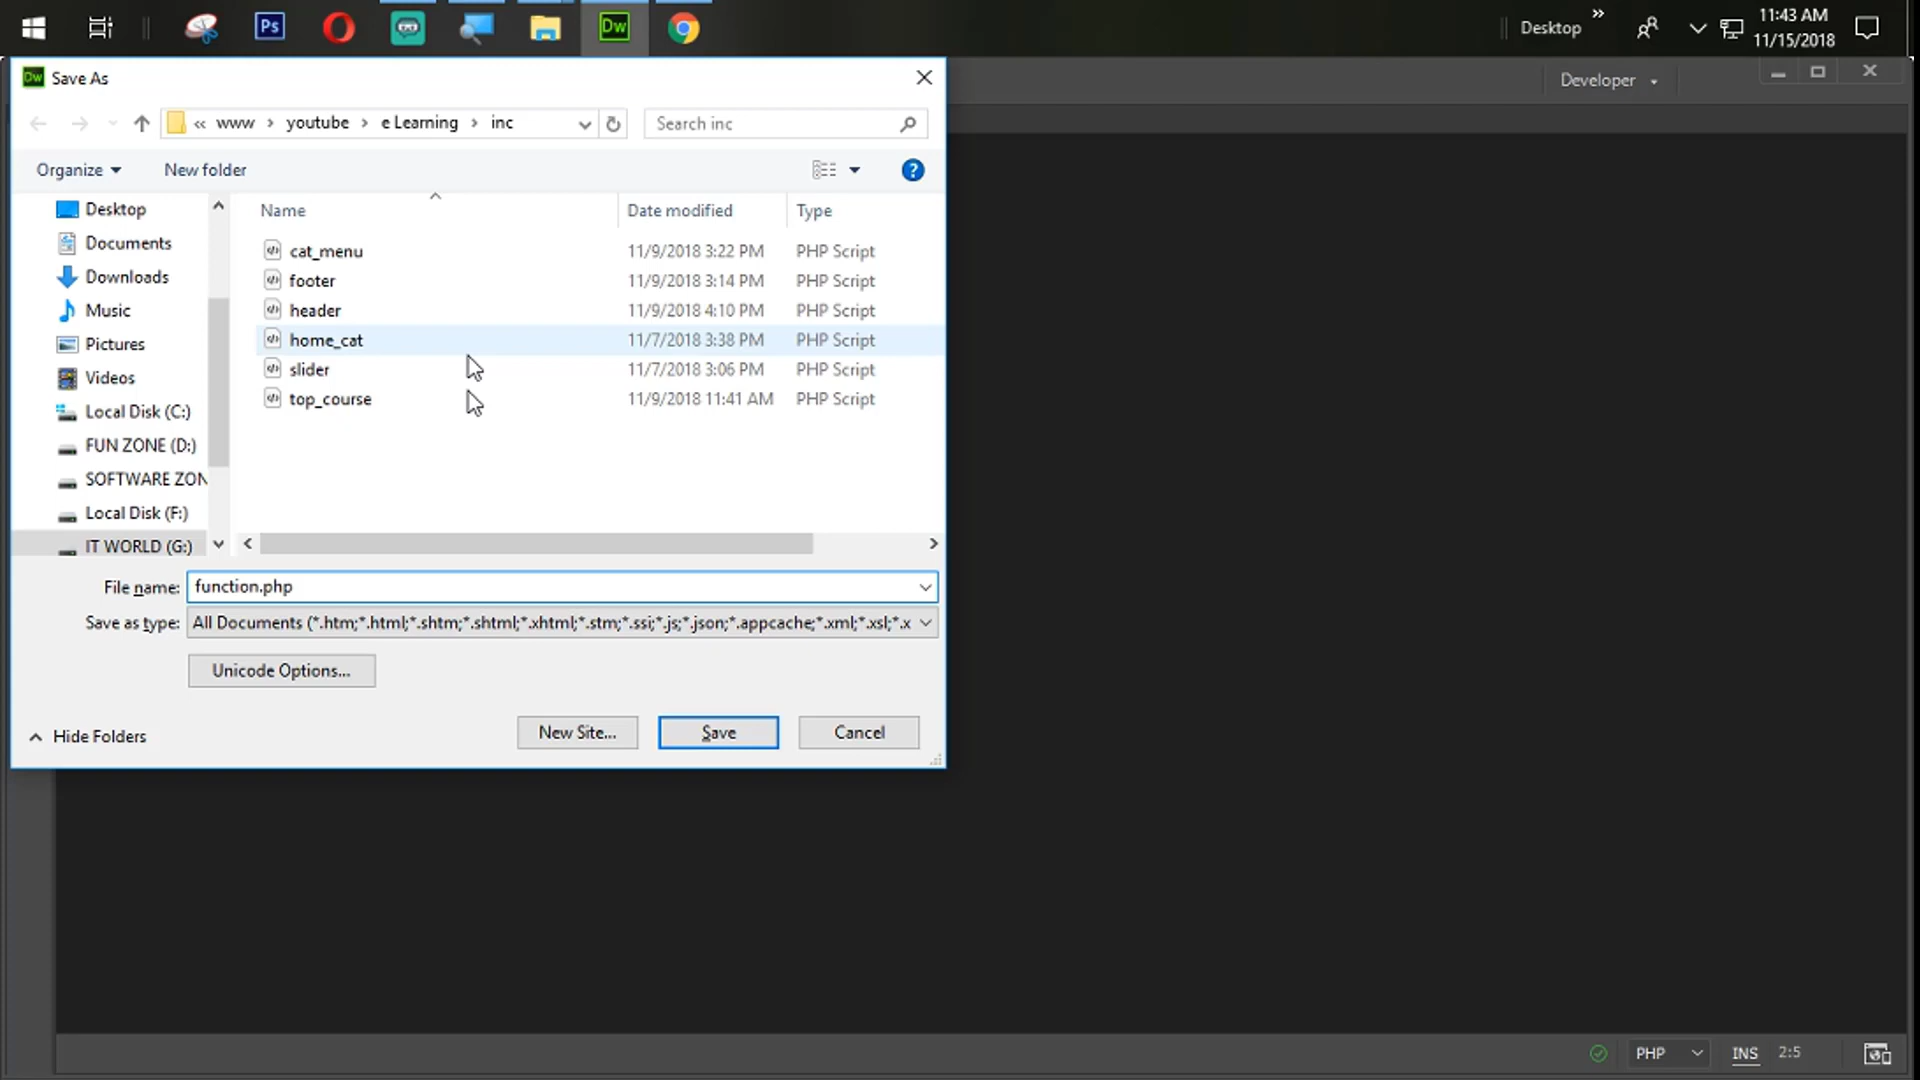 Ps
Dw
Desktop
»
11:43 AM
11/15/2018
Dw Save As
Developer
« www › youtube › e Learning › inc
Search inc
Organize
New folder
Name
Date modified
Type
Desktop
Documents
Downloads
Music
Pictures
Videos
Local Disk (C:)
FUN ZONE (D:)
SOFTWARE ZON
Local Disk (F:)
IT WORLD (G:)
cat_menu 11/9/2018 3:22 PM PHP Script
footer 11/9/2018 3:14 PM PHP Script
header 11/9/2018 4:10 PM PHP Script
home_cat 11/7/2018 3:38 PM PHP Script
slider 11/7/2018 3:06 PM PHP Script
top_course 11/9/2018 11:41 AM PHP Script
File name: function.php
Save as type: All Documents (*.htm;*.html;*.shtm;*.shtml;*.xhtml;*.stm;*.ssi;*.js;*.json;*.appcache;*.xml;*.xsl;*.x
Unicode Options...
Hide Folders
New Site...
Save
Cancel
PHP
INS
2:5